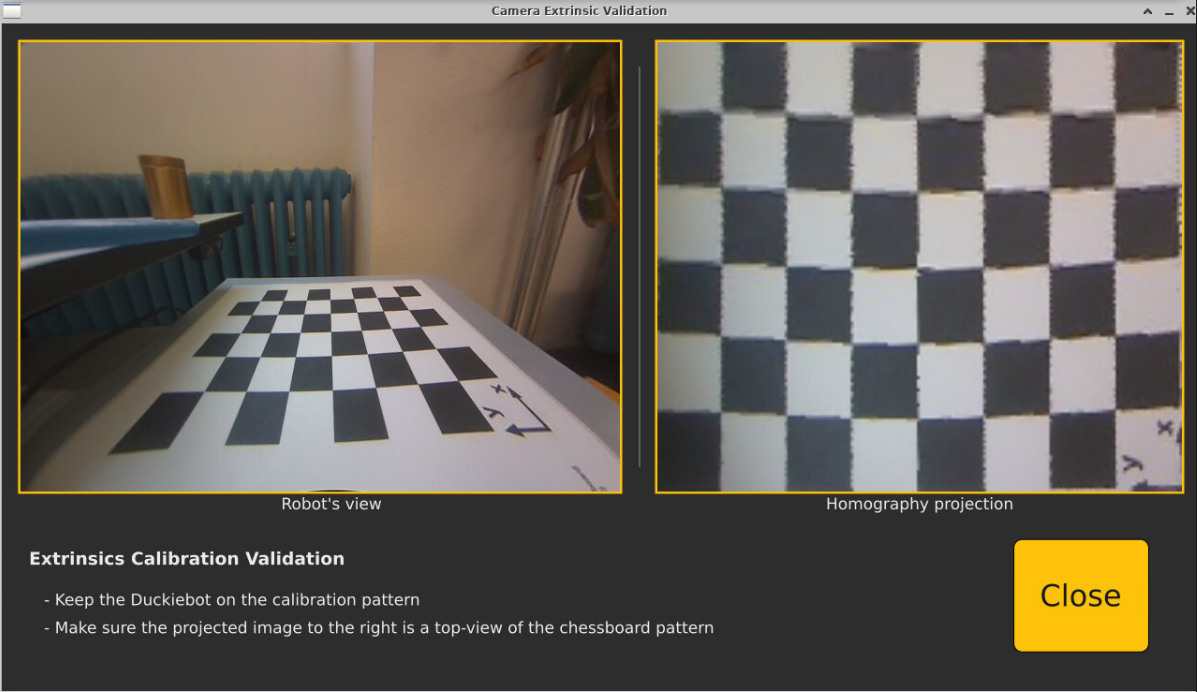 Camera Extrinsic Validation
x
y
x
y
Robot's view
Homography projection
Extrinsics Calibration Validation
- Keep the Duckiebot on the calibration pattern
- Make sure the projected image to the right is a top-view of the chessboard pattern
Close